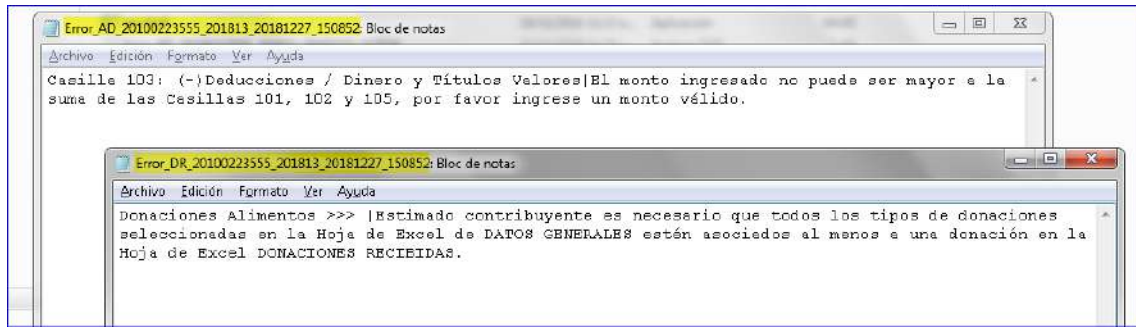 Error_AD_20100223555_201813_20181227_150852: Bloc de notas
Archivo Edición Formato Ver Ayuda
Casilla 103: (-)Deducciones / Dinero y Títulos Valores|El monto ingresado no puede ser mayor a la
suma de las Casillas 101, 102 y 105, por favor ingrese un monto válido.
Error_DR_20100223555_201813_20181227_150852: Bloc de notas
Archivo Edición Formato Ver Ayuda
Donaciones Alimentos >>> |Estimado contribuyente es necesario que todos los tipos de donaciones
seleccionadas en la Hoja de Excel de DATOS GENERALES estén asociados al menos a una donación en la
Hoja de Excel DONACIONES RECIBIDAS.